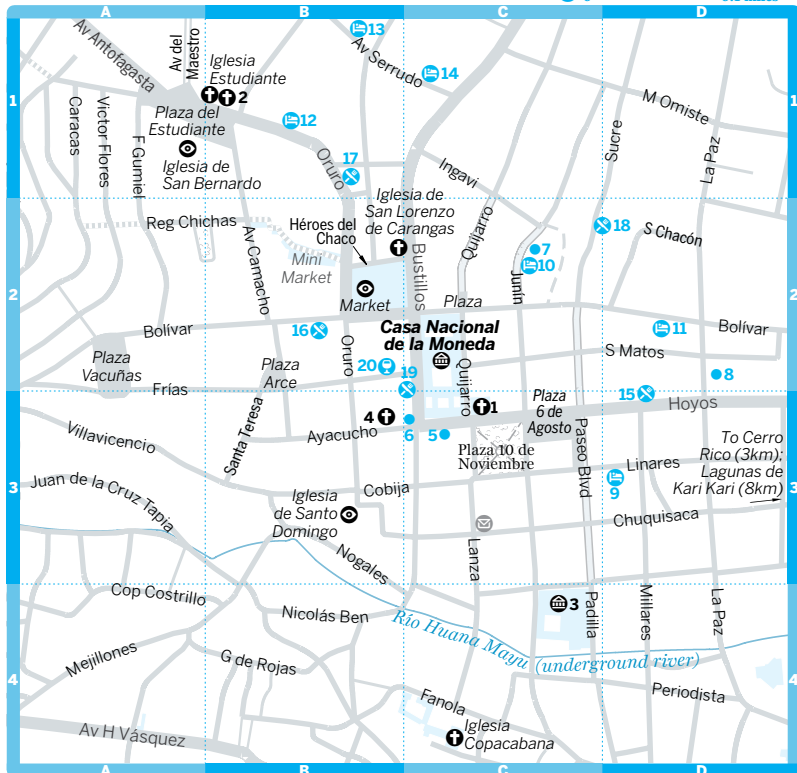 A B C D
13
Av Antofagasta
Av del
Maestro
Iglesia
Estudiante
2
Av Serrudo
14
1
1
M Omiste
12
Plaza del
Estudiante
Caracas
Victor Flores
F Gumiel
Iglesia de
San Bernardo
Oruro
17
Ingavi
Sucre
La Paz
Iglesia de
San Lorenzo
de Carangas
Reg Chichas
Av Camacho
Héroes del
Chaco
Mini
Market
Bustillos
Quijarro
7
10
Junín
18
S Chacón
2
2
Market
Plaza
Bolívar
16
Oruro
Casa Nacional
de la Moneda
11
Bolívar
S Matos
Plaza
Vacuñas
Plaza
Arce
20
19
Quijarro
8
Frías
15
Hoyos
Villavicencio
Santa Teresa
4
Ayacucho
6
5
1
Plaza
6 de
Agosto
Plaza 10 de
Noviembre
Paseo Blvd
To Cerro
Rico (3km);
Lagunas de
Kari Kari (8km)
Linares
9
3
3
Juan de la Cruz Tapia
Cobija
Iglesia
de Santo
Domingo
Chuquisaca
Nogales
Lanza
Cop Costrillo
Nicolás Ben
3
Padilla
Millares
La Paz
Río Huana Mayu (underground river)
Mejillones
G de Rojas
4
4
Periodista
Fanola
Av H Vásquez
Iglesia
Copacabana
A B C D